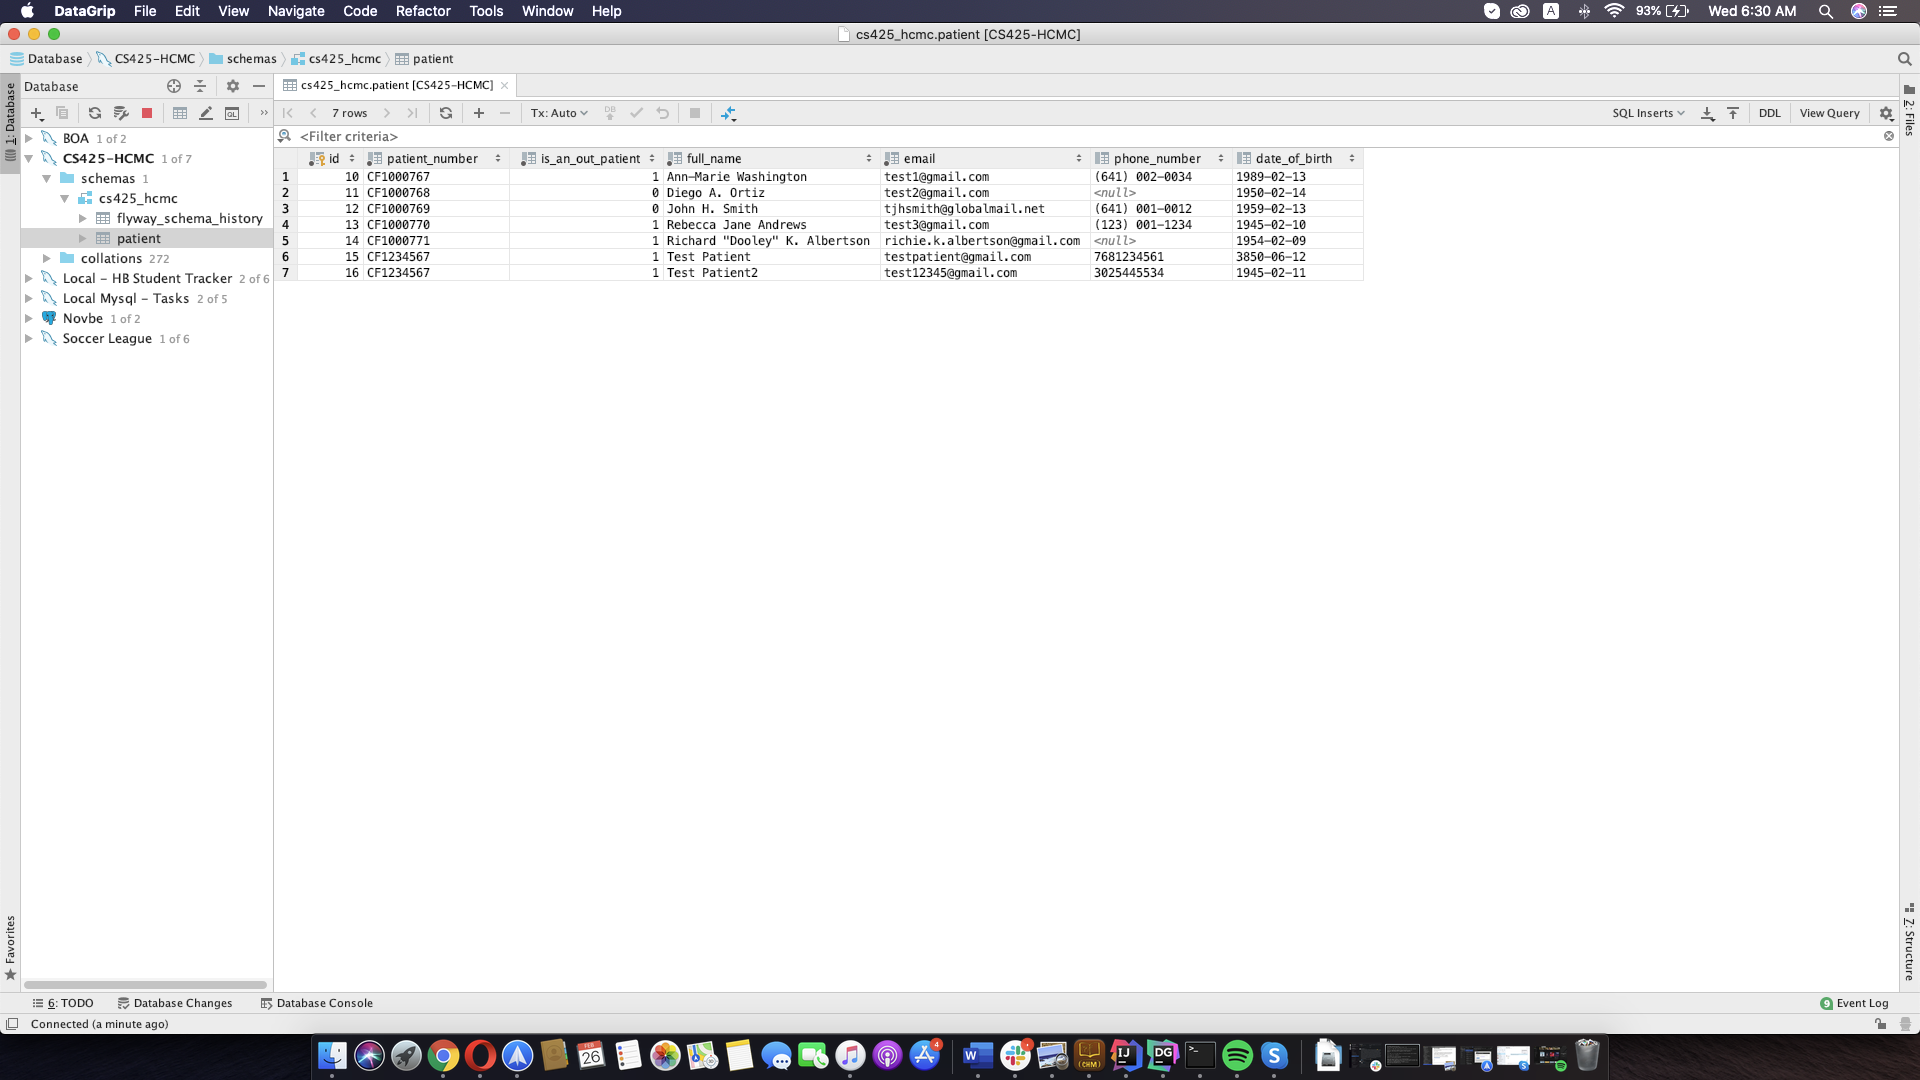 DataGrip File Edit View Navigate Code Refactor Tools Window Help A 93% Wed 6:30 AM
cs425_hcmc.patient [CS425-HCMC]
Database CS425-HCMC schemas cs425_hcmc patient
Database
cs425_hcmc.patient [CS425-HCMC]
7 rows Tx: Auto DB SQL Inserts DDL View Query
QL
<Filter criteria>
id patient_number is_an_out_patient full_name email phone_number date_of_birth
1 10 CF1000767 1 Ann-Marie Washington test1@gmail.com (641) 002-0034 1989-02-13
2 11 CF1000768 0 Diego A. Ortiz test2@gmail.com <null> 1950-02-14
3 12 CF1000769 0 John H. Smith tjhsmith@globalmail.net (641) 001-0012 1959-02-13
4 13 CF1000770 1 Rebecca Jane Andrews test3@gmail.com (123) 001-1234 1945-02-10
5 14 CF1000771 1 Richard "Dooley" K. Albertson richie.k.albertson@gmail.com <null> 1954-02-09
6 15 CF1234567 1 Test Patient testpatient@gmail.com 7681234561 3850-06-12
7 16 CF1234567 1 Test Patient2 test12345@gmail.com 3025445534 1945-02-11
BOA 1 of 2
CS425-HCMC 1 of 7
schemas 1
cs425_hcmc
flyway_schema_history
patient
collations 272
Local - HB Student Tracker 2 of 6
Local Mysql - Tasks 2 of 5
Novbe 1 of 2
Soccer League 1 of 6
1: Database
Favorites
2: Files
7: Structure
6: TODO Database Changes Database Console 9 Event Log
Connected (a minute ago)
FEB
26
4
W
CHM
IJ
DG
S